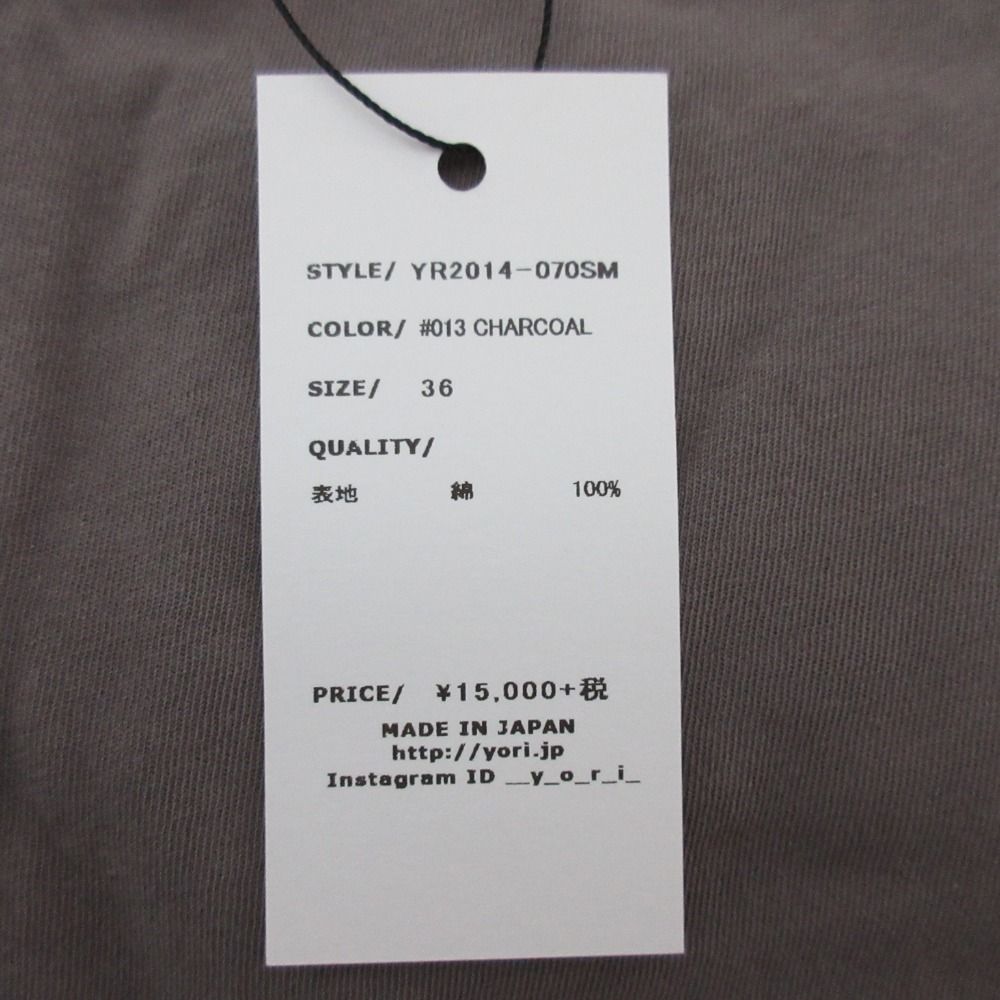 STYLE/ YR2014-070SM
COLOR/ #013 CHARCOAL
SIZE/ 36
QUALITY/
表地 綿 100%
PRICE/ ¥15,000+税
MADE IN JAPAN
http://yori.jp
Instagram ID __y_o_r_i_